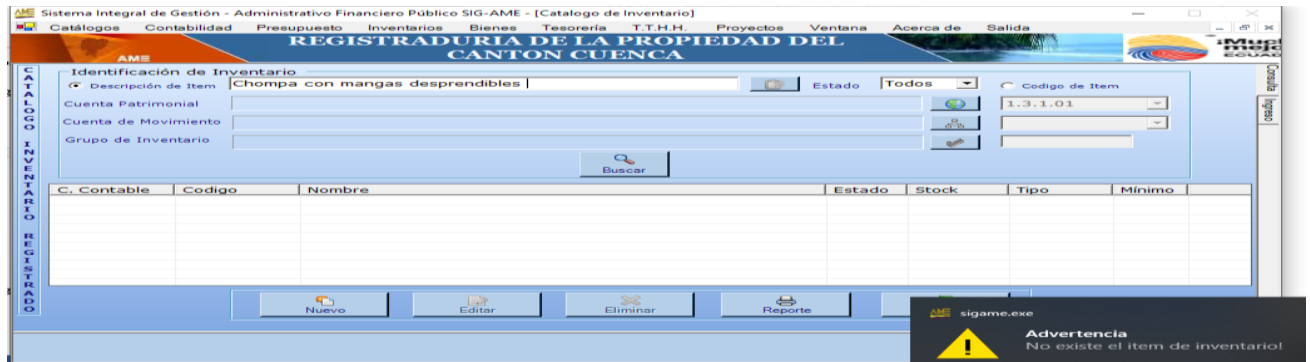 AME Sistema Integral de Gestión - Administrativo Financiero Público SIG-AME - [Catalogo de Inventario]
Catálogos Contabilidad Presupuesto Inventarios Bienes Tesorería T.T.H.H. Proyectos Ventana Acerca de Salida
AME
REGISTRADURIA DE LA PROPIEDAD DEL
CANTON CUENCA
CATALOGO INVENTARIO REGISTRADO
Identificación de Inventario
Descripción de Item Chompa con mangas desprendibles Estado Todos Codigo de Item
Cuenta Patrimonial 1.3.1.01
Cuenta de Movimiento
Grupo de Inventario
Buscar
Consulta
Ingreso
C. Contable Codigo Nombre Estado Stock Tipo Mínimo
Nuevo Editar Eliminar Reporte
AME sigame.exe
Advertencia
No existe el item de inventario!